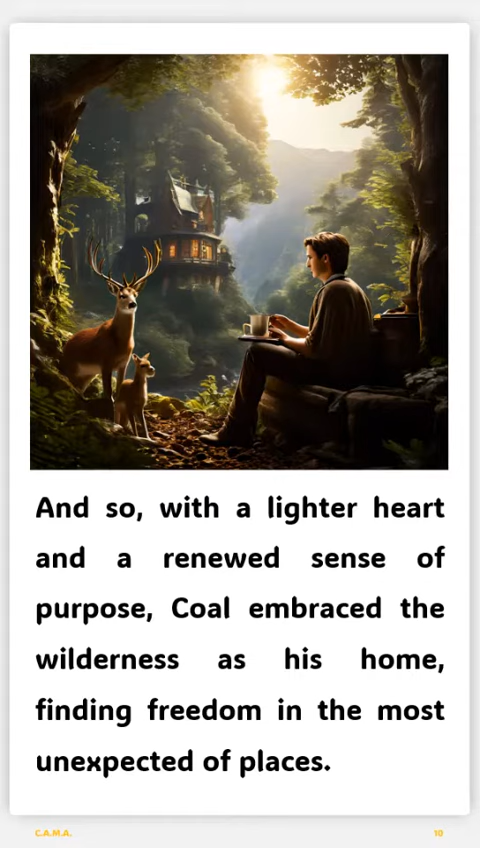 And so, with a lighter heart
and a renewed sense of
purpose, Coal embraced the
wilderness as his home,
finding freedom in the most
unexpected of places.
C.A.M.A.
10